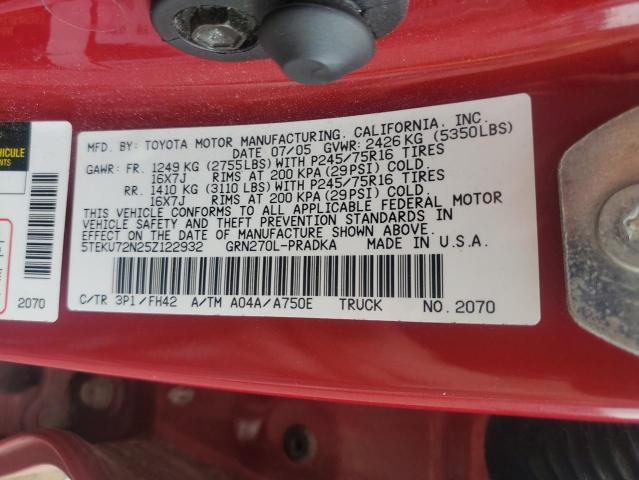 MFD. BY: TOYOTA MOTOR MANUFACTURING. CALIFORNIA. INC.
DATE 07/05 GVWR: 2426 KG (5350LBS)
GAWR: FR. 1249 KG (2755LBS) WITH P245/75R16 TIRES
16X7J RIMS AT 200 KPA (29PSI) COLD.
RR. 1410 KG (3110 LBS) WITH P245/75R16 TIRES
16X7J RIMS AT 200 KPA (29 PSI) COLD.
THIS VEHICLE CONFORMS TO ALL APPLICABLE FEDERAL MOTOR
VEHICLE SAFETY AND THEFT PREVENTION STANDARDS IN
EFFECT ON THE DATE OF MANUFACTURE SHOWN ABOVE.
5TEKU72N25Z122932 GRN270L-PRADKA MADE IN U.S.A.
C/TR 3P1/FH42 A/TM A04A/A750E TRUCK NO. 2070
VEHICULE
2070